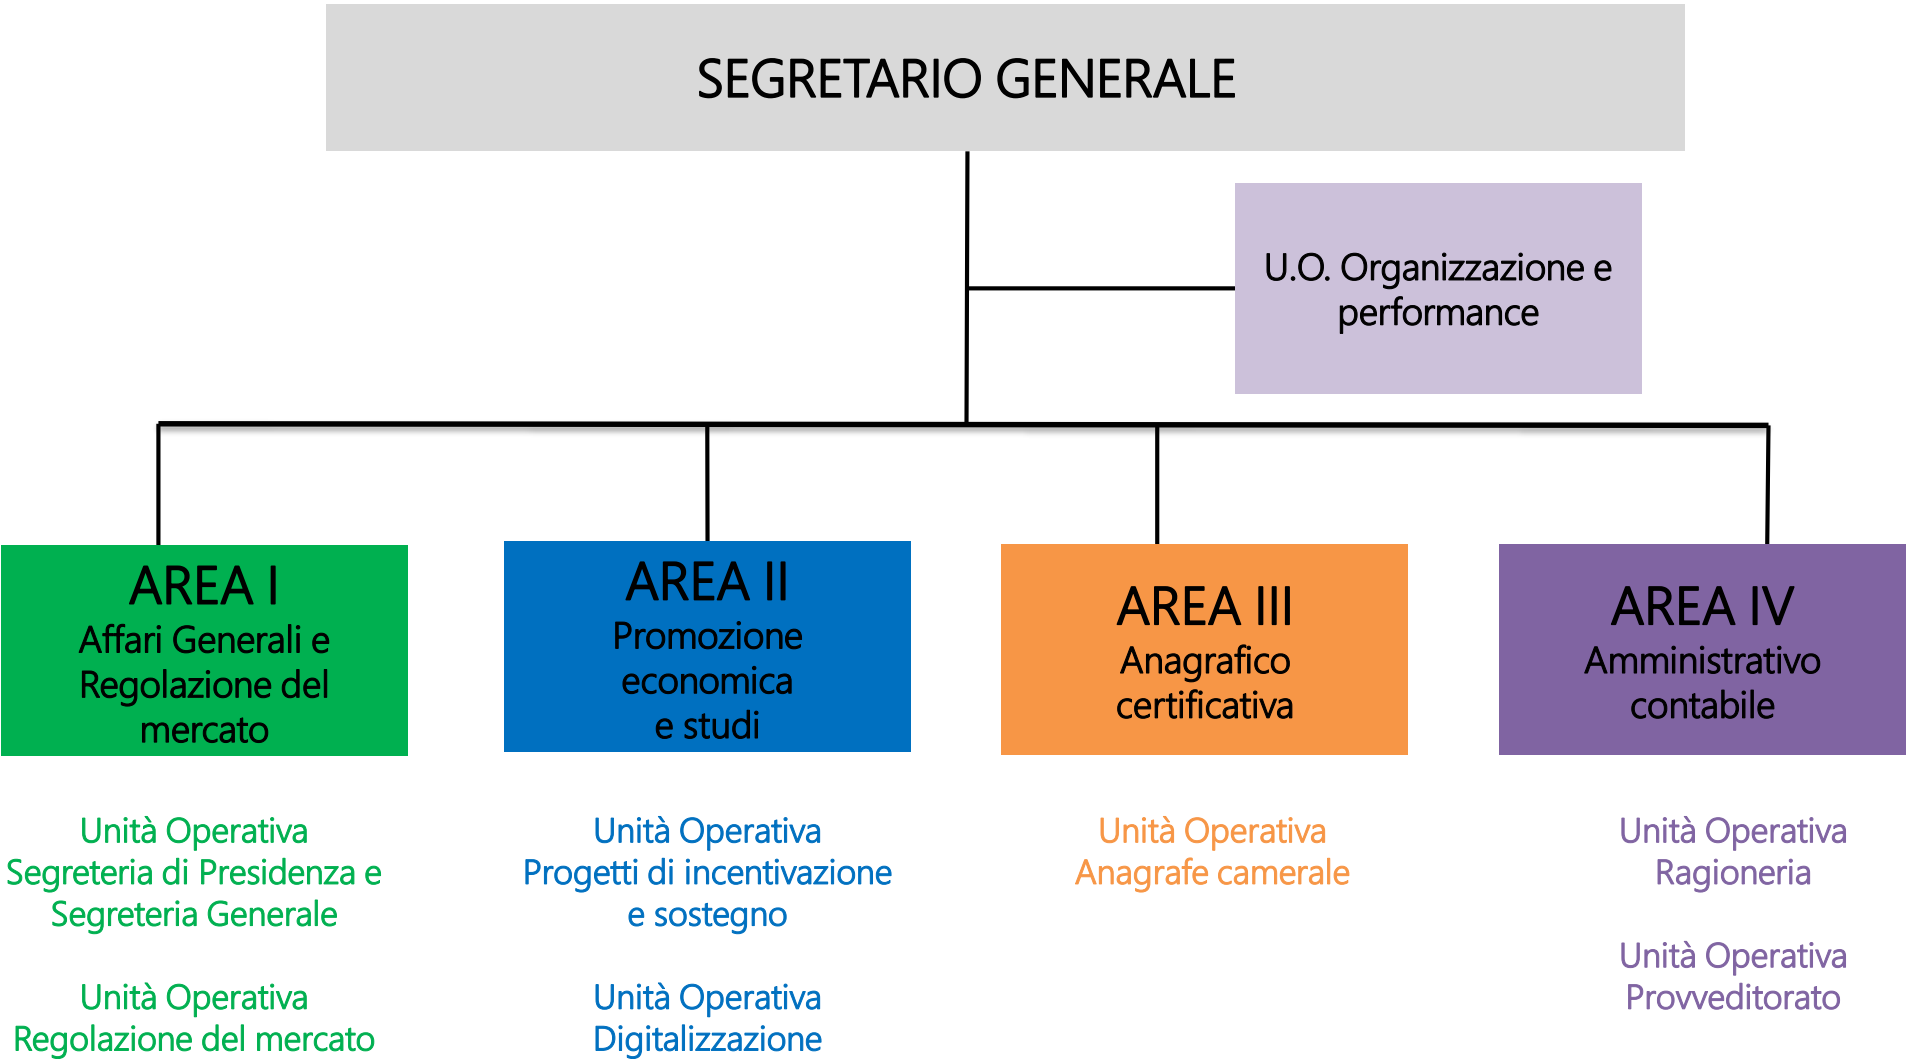 SEGRETARIO GENERALE
U.O. Organizzazione e
performance
AREA I
Affari Generali e
Regolazione del
mercato
AREA II
Promozione
economica
e studi
AREA III
Anagrafico
certificativa
AREA IV
Amministrativo
contabile
Unità Operativa
Segreteria di Presidenza e
Segreteria Generale
Unità Operativa
Regolazione del mercato
Unità Operativa
Progetti di incentivazione
e sostegno
Unità Operativa
Digitalizzazione
Unità Operativa
Anagrafe camerale
Unità Operativa
Ragioneria
Unità Operativa
Provveditorato